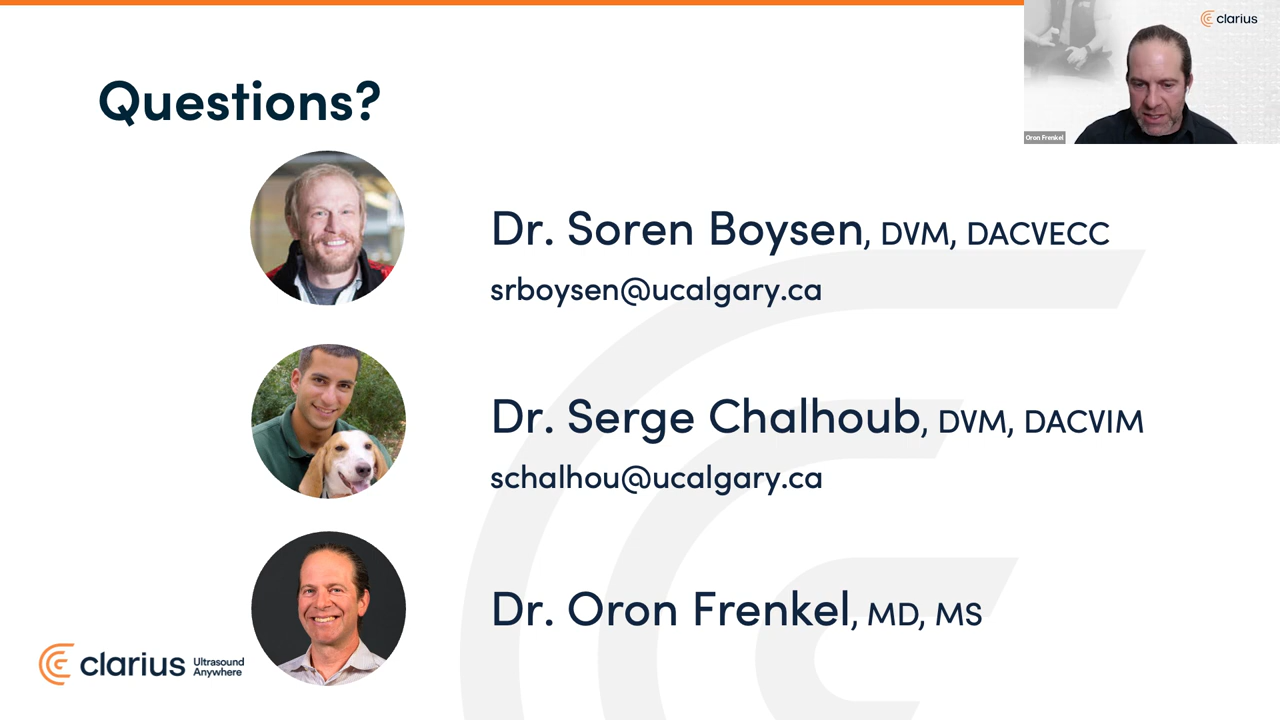 clarius
Oron Frenkel
Questions?
Dr. Soren Boysen, DVM, DACVECC
srboysen@ucalgary.ca
Dr. Serge Chalhoub, DVM, DACVIM
schalhou@ucalgary.ca
Dr. Oron Frenkel, MD, MS
clarius Ultrasound
Anywhere